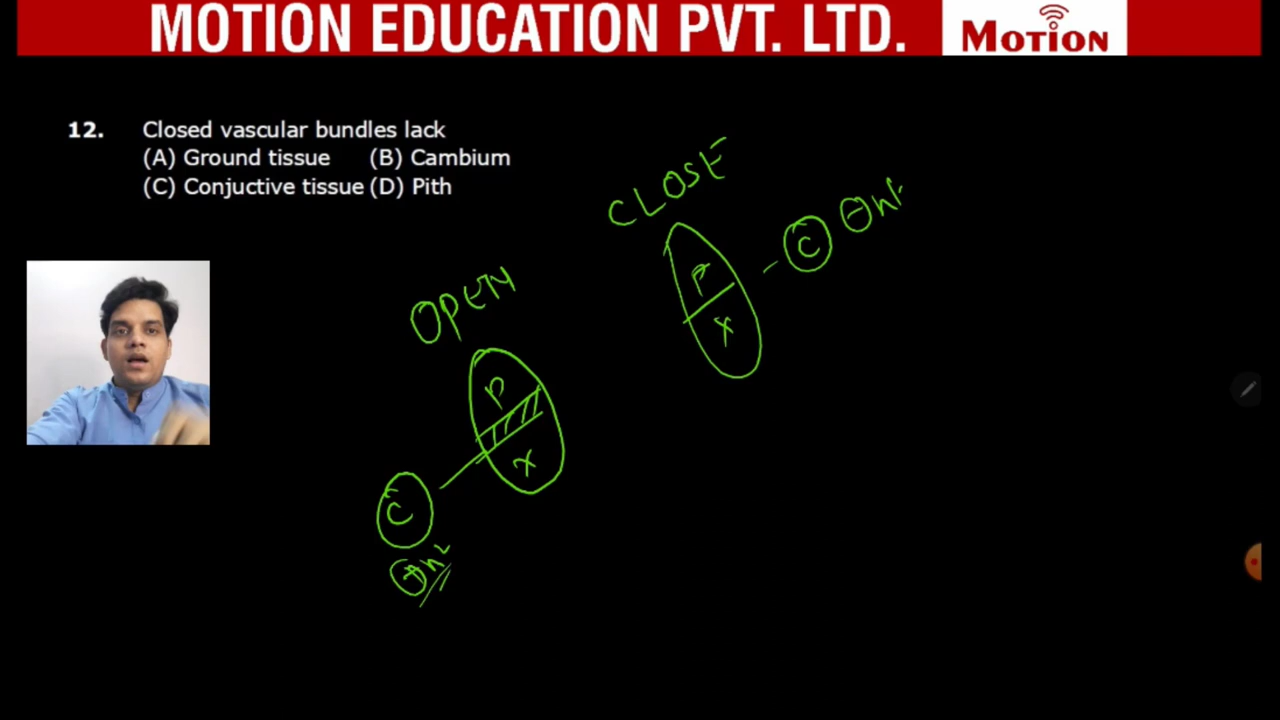 MOTION EDUCATION PVT. LTD.
MOTION
12. Closed vascular bundles lack
(A) Ground tissue (B) Cambium
(C) Conjuctive tissue (D) Pith
CLOSE
P
X
C
OPEN
P
X
C